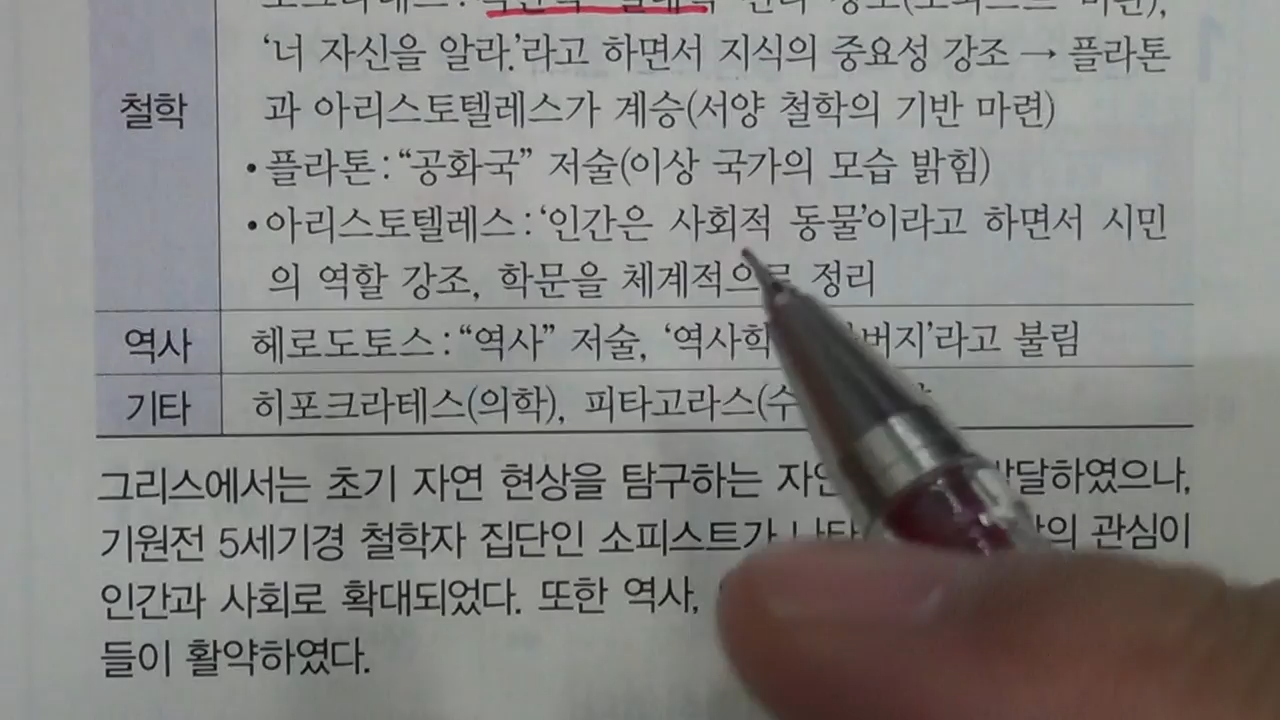 '너 자신을 알라.'라고 하면서 지식의 중요성 강조 → 플라톤
철학
과 아리스토텔레스가 계승(서양 철학의 기반 마련)
• 플라톤 : “공화국” 저술(이상 국가의 모습 밝힘)
• 아리스토텔레스 : '인간은 사회적 동물'이라고 하면서 시민
의 역할 강조, 학문을 체계적으로 정리
역사 헤로도토스 : “역사” 저술, '역사학 버지'라고 불림
기타 히포크라테스(의학), 피타고라스(수
그리스에서는 초기 자연 현상을 탐구하는 자연 발달하였으나,
기원전 5세기경 철학자 집단인 소피스트가 나타 의 관심이
인간과 사회로 확대되었다. 또한 역사,
들이 활약하였다.